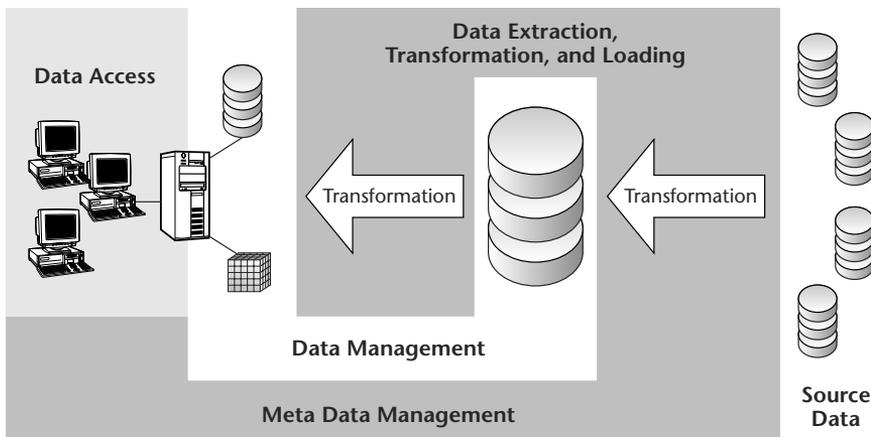 Data Extraction,
Transformation, and Loading
Data Access
Transformation
Transformation
Data Management
Meta Data Management
Source
Data